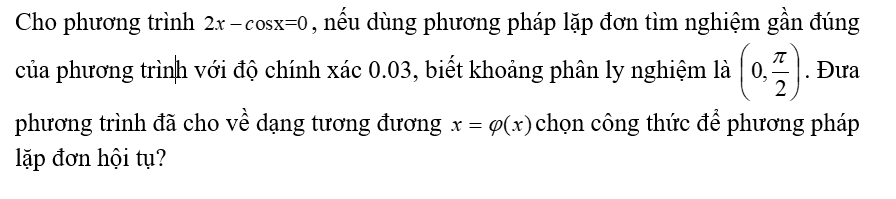 Cho phương trình 2x – cosx=0, nếu dùng phương pháp lặp đơn tìm nghiệm gần đúng
của phương trình với độ chính xác 0.03, biết khoảng phân ly nghiệm là (0, π/2). Đưa
phương trình đã cho về dạng tương đương x = φ(x) chọn công thức để phương pháp
lặp đơn hội tụ?